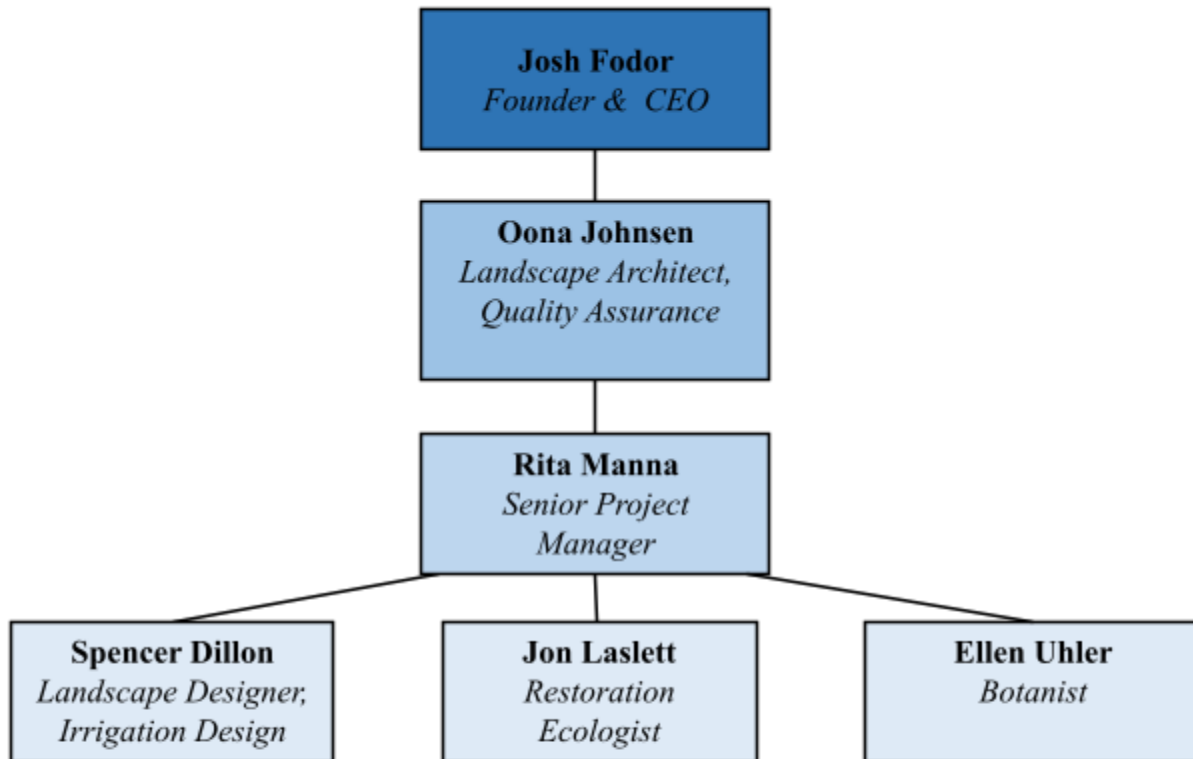 Josh Fodor
Founder & CEO
Oona Johnsen
Landscape Architect,
Quality Assurance
Rita Manna
Senior Project
Manager
Spencer Dillon
Landscape Designer,
Irrigation Design
Jon Laslett
Restoration
Ecologist
Ellen Uhler
Botanist